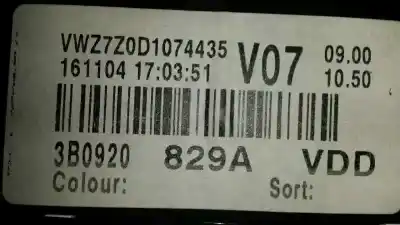 VWZ7Z0D1074435 V07 09.00
161104 17:03:51 10.50
3B0920 829A VDD
Colour: Sort: